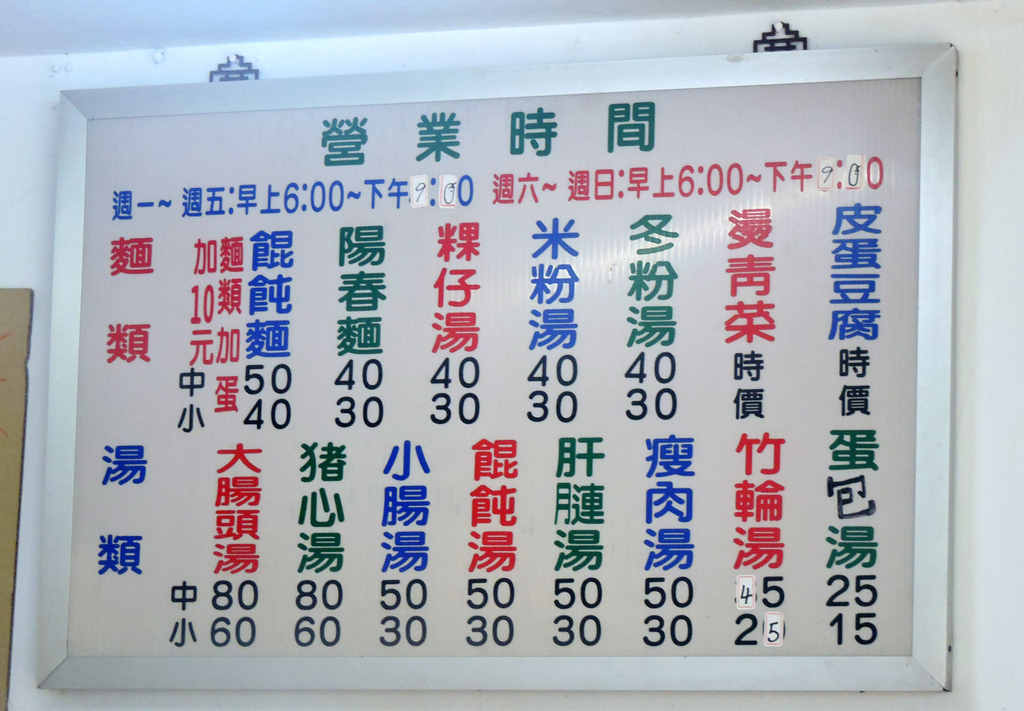 營業時間
週一~ 週五:早上6:00~下午9:00 週六~ 週日:早上6:00~下午9:00
麵類
麵類加蛋
加10元
中
小
餛飩麵 50 40
陽春麵 40 30
粿仔湯 40 30
米粉湯 40 30
冬粉湯 40 30
燙青菜 時價
皮蛋豆腐 時價
湯類
中
小
大腸頭湯 80 60
猪心湯 80 60
小腸湯 50 30
餛飩湯 50 30
肝湯 50 30
瘦肉湯 50 30
竹輪湯 45 25
蛋包湯 25 15